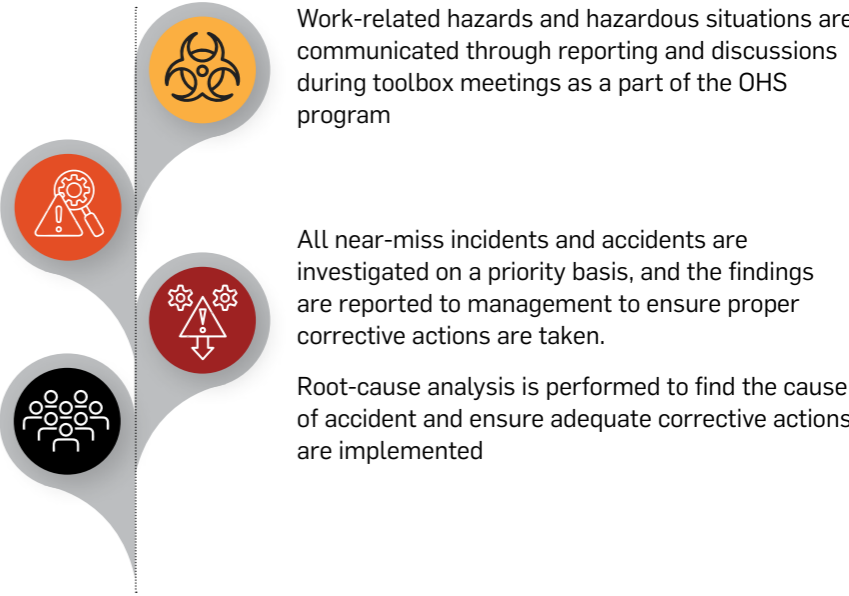 Work-related hazards and hazardous situations are
communicated through reporting and discussions
during toolbox meetings as a part of the OHS
program
All near-miss incidents and accidents are
investigated on a priority basis, and the findings
are reported to management to ensure proper
corrective actions are taken.
Root-cause analysis is performed to find the cause
of accident and ensure adequate corrective actions
are implemented